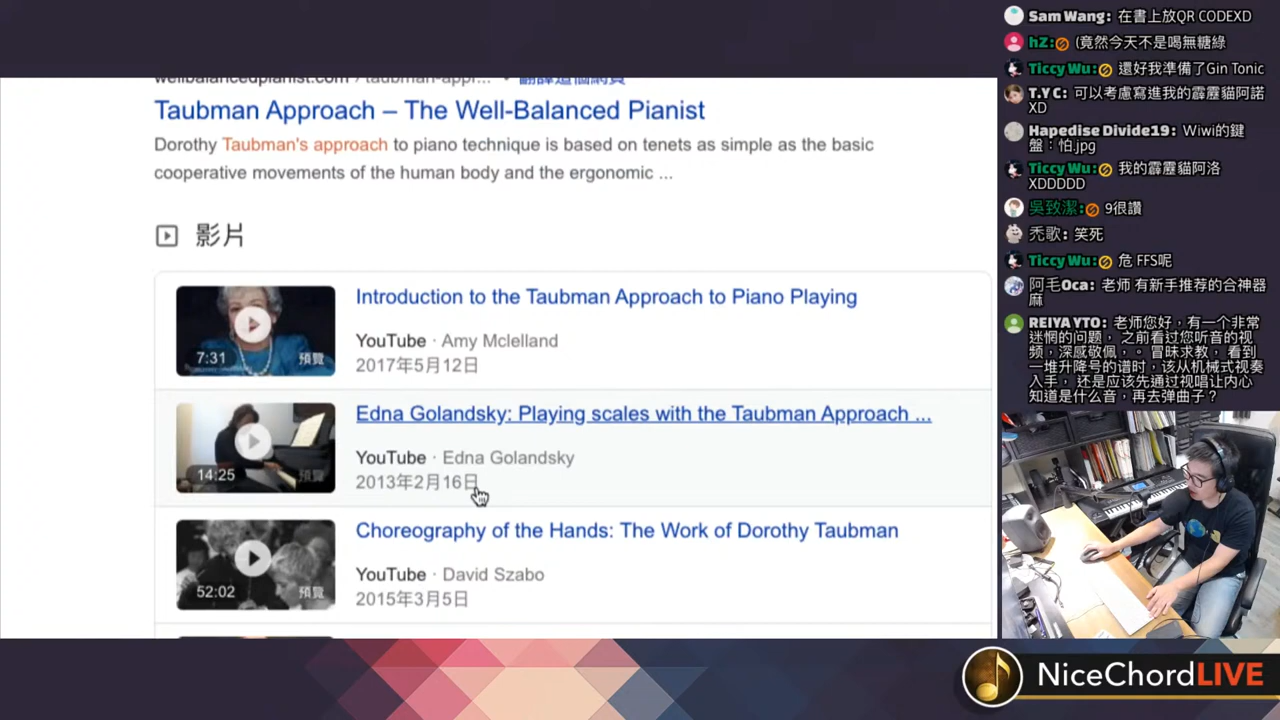 wellbalancedpianist.com › taubman-appr... ▾ 翻譯這個網頁
Taubman Approach – The Well-Balanced Pianist
Dorothy Taubman's approach to piano technique is based on tenets as simple as the basic
cooperative movements of the human body and the ergonomic ...
影片
7:31
預覽
Introduction to the Taubman Approach to Piano Playing
YouTube · Amy Mclelland
2017年5月12日
14:25
預覽
Edna Golandsky: Playing scales with the Taubman Approach ...
YouTube · Edna Golandsky
2013年2月16日
52:02
預覽
Choreography of the Hands: The Work of Dorothy Taubman
YouTube · David Szabo
2015年3月5日
Sam Wang: 在書上放QR CODEXD
hZ: (竟然今天不是喝無糖綠
Ticcy Wu: 還好我準備了Gin Tonic
T.Y C: 可以考慮寫進我的霹靂貓阿諾
XD
Hapedise Divide19: Wiwi的鍵
盤：怕.jpg
Ticcy Wu: 我的霹靂貓阿洛
XDDDDD
吳致潔: 9很讚
禿歌: 笑死
Ticcy Wu: 危 FFS呢
阿毛Oca: 老師 有新手推荐的合神器
麻
REIYA YTO: 老师您好，有一个非常
迷惘的问题，之前看过您听音的视
频，深感敬佩，。冒昧求教，看到
一堆升降号的谱时，该从机械式视奏
入手，还是应该先通过视唱让内心
知道是什么音，再去弹曲子？
NiceChordLIVE